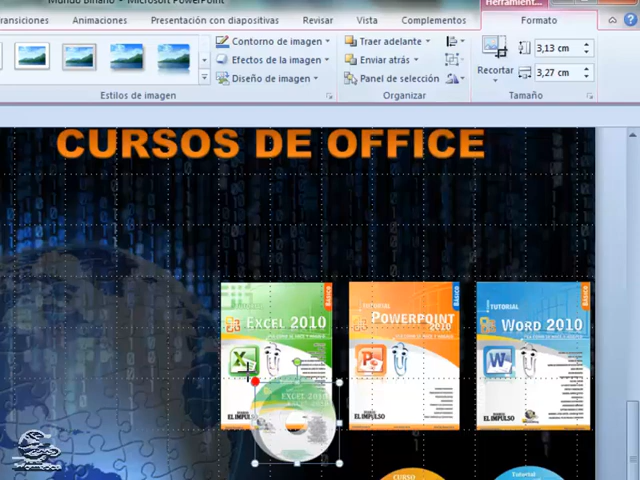 Mundo Binario - Microsoft PowerPoint
Herramient...
Transiciones
Animaciones
Presentación con diapositivas
Revisar
Vista
Complementos
Formato
Contorno de imagen
Efectos de la imagen
Diseño de imagen
Estilos de imagen
Traer adelante
Enviar atrás
Panel de selección
Organizar
Recortar
3,13 cm
3,27 cm
Tamaño
CURSOS DE OFFICE
EXCEL 2010
EL IMPULSO
TUTORIAL
POWERPOINT
2010
Básico
EL IMPULSO
TUTORIAL
WORD 2010
Básico
EL IMPULSO
EXCEL 2010
CURSO
Tutorial